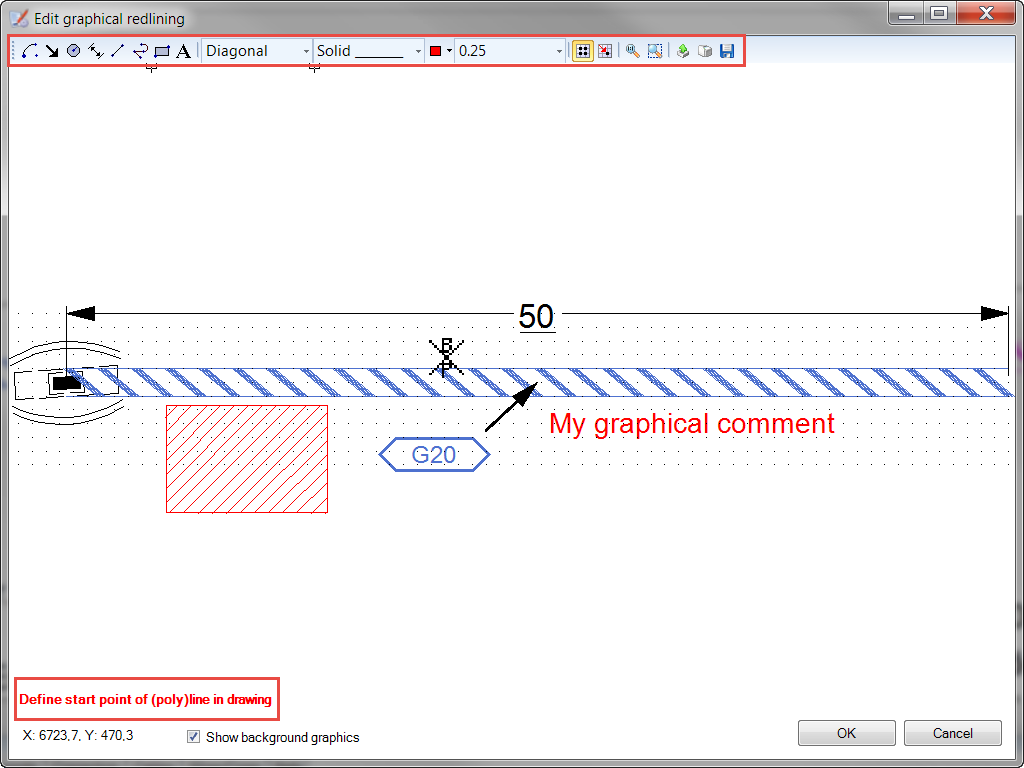 Edit graphical redlining
A Diagonal Solid 0.25
50
My graphical comment
G20
Define start point of (poly)line in drawing
X: 6723,7, Y: 470,3 Show background graphics OK Cancel